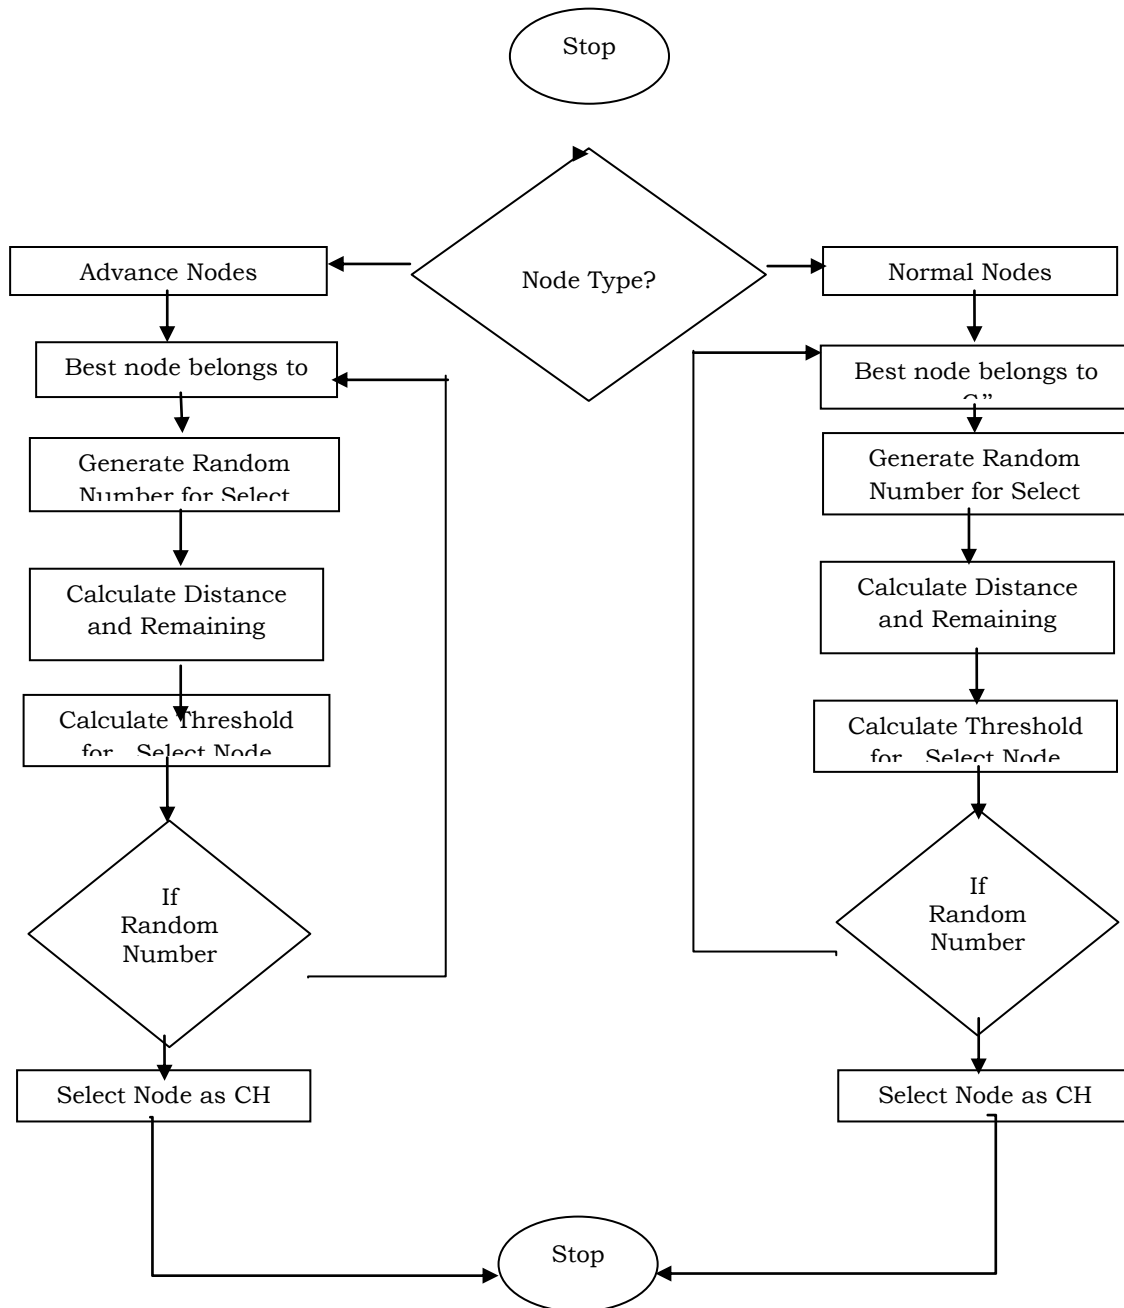 Stop
Node Type?
Advance Nodes
Best node belongs to
Generate Random
Number for Select
Calculate Distance
and Remaining
Calculate Threshold
for Select Node
If
Random
Number
Select Node as CH
Normal Nodes
Best node belongs to
Generate Random
Number for Select
Calculate Distance
and Remaining
Calculate Threshold
for Select Node
If
Random
Number
Select Node as CH
Stop